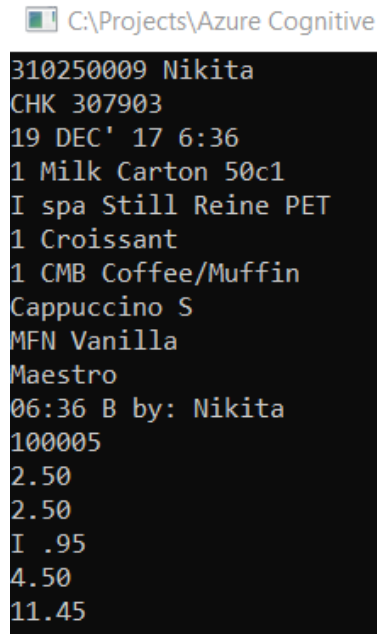 C:\Projects\Azure Cognitive
310250009 Nikita
CHK 307903
19 DEC' 17 6:36
1 Milk Carton 50c1
I spa Still Reine PET
1 Croissant
1 CMB Coffee/Muffin
Cappuccino S
MFN Vanilla
Maestro
06:36 B by: Nikita
100005
2.50
2.50
I .95
4.50
11.45